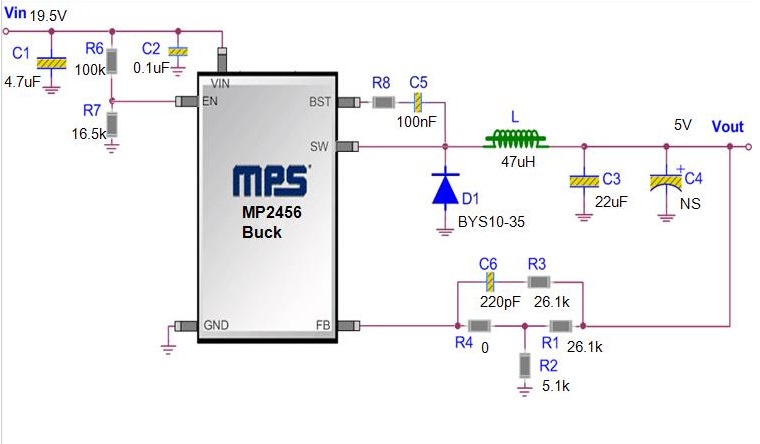 Vin 19.5V
C1
4.7uF
R6
100k
C2
0.1uF
R7
16.5k
VIN
EN
BST
SW
MPS
MP2456
Buck
GND
FB
R8
C5
100nF
L
47uH
5V
Vout
D1
BYS10-35
C3
22uF
+
C4
NS
C6
R3
220pF
26.1k
R4
0
R1
26.1k
R2
5.1k